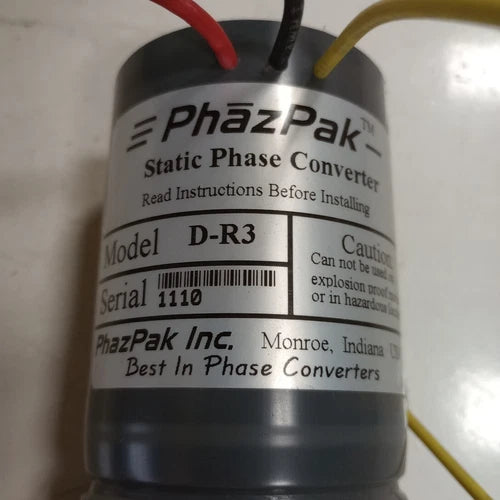 PhāzPak™
Static Phase Converter
Read Instructions Before Installing
Model D-R3
Serial 1110
Caution
Can not be used
explosion proof
or in hazardous
PhazPak Inc. Monroe, Indiana
Best In Phase Converters